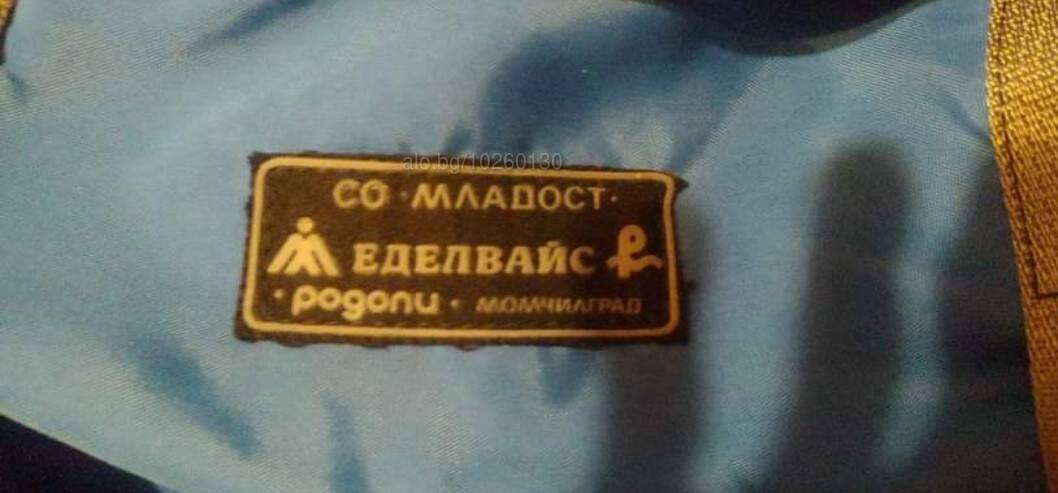 alo.bg/10260130
СО ·МЛАДОСТ·
ЕДЕЛВАЙС
·РОДОПИ· МОМЧИЛГРАД